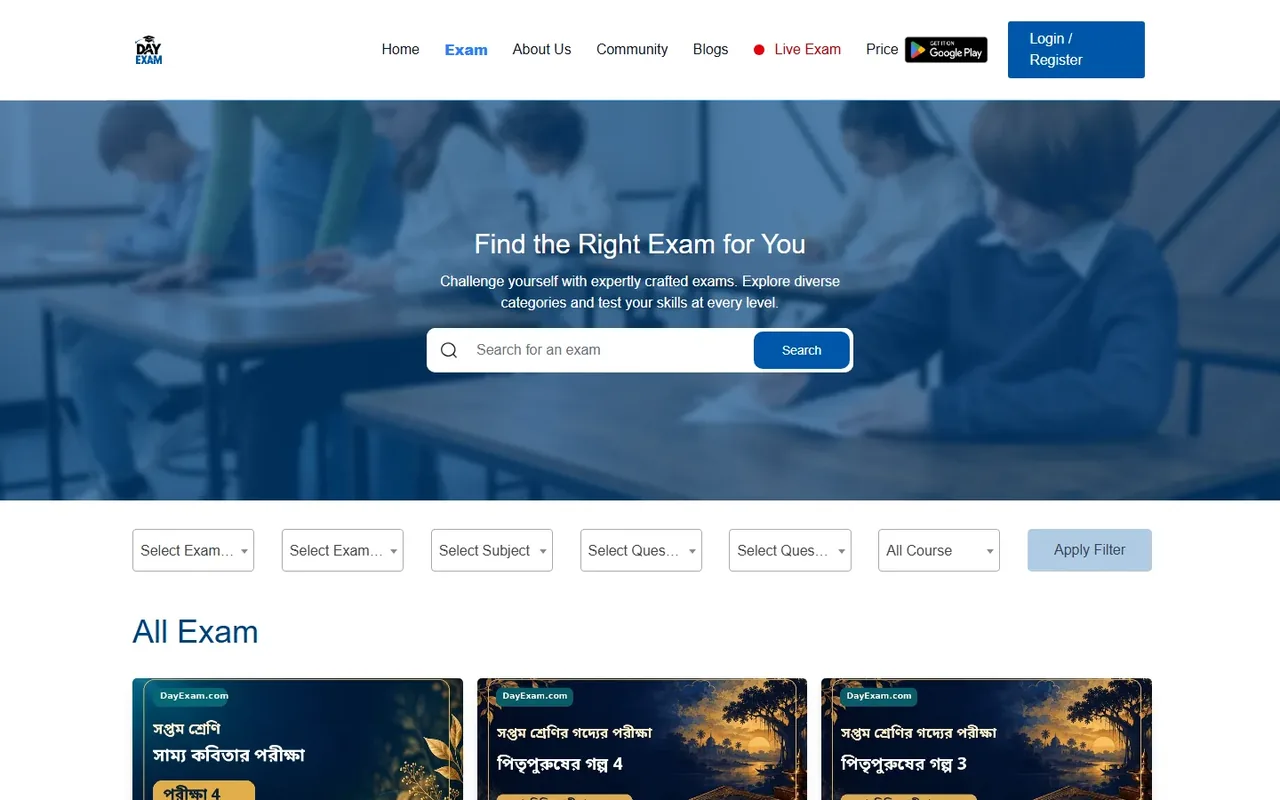 DAY
EXAM
Home
Exam
About Us
Community
Blogs
Live Exam
Price
GET IT ON
Google Play
Login /
Register
Find the Right Exam for You
Challenge yourself with expertly crafted exams. Explore diverse
categories and test your skills at every level.
Search for an exam
Search
Select Exam...
Select Exam...
Select Subject
Select Ques...
Select Ques...
All Course
Apply Filter
All Exam
DayExam.com
সপ্তম শ্রেণি
সাম্য কবিতার পরীক্ষা
পরীক্ষা 4
DayExam.com
সপ্তম শ্রেণির গদ্যের পরীক্ষা
পিতৃপুরুষের গল্প 4
DayExam.com
সপ্তম শ্রেণির গদ্যের পরীক্ষা
পিতৃপুরুষের গল্প 3